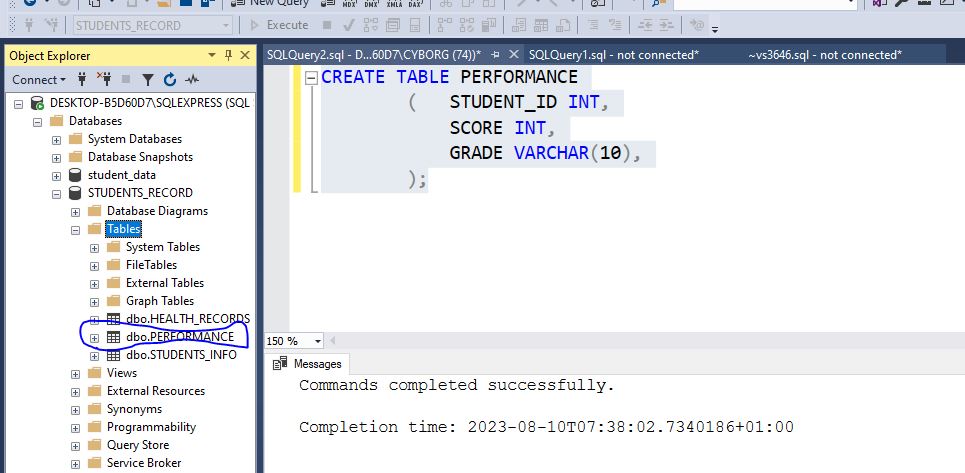 New Query
MDX
DMX
XMLA
DAX
STUDENTS_RECORD
Execute
Object Explorer
Connect
DESKTOP-B5D60D7\SQLEXPRESS (SQL S
Databases
System Databases
Database Snapshots
student_data
STUDENTS_RECORD
Database Diagrams
Tables
System Tables
FileTables
External Tables
Graph Tables
dbo.HEALTH_RECORDS
dbo.PERFORMANCE
dbo.STUDENTS_INFO
Views
External Resources
Synonyms
Programmability
Query Store
Service Broker
SQLQuery2.sql - D...60D7\CYBORG (74))*
SQLQuery1.sql - not connected*
~vs3646.sql - not connected*
CREATE TABLE PERFORMANCE
( STUDENT_ID INT,
SCORE INT,
GRADE VARCHAR(10),
);
150 %
Messages
Commands completed successfully.
Completion time: 2023-08-10T07:38:02.7340186+01:00